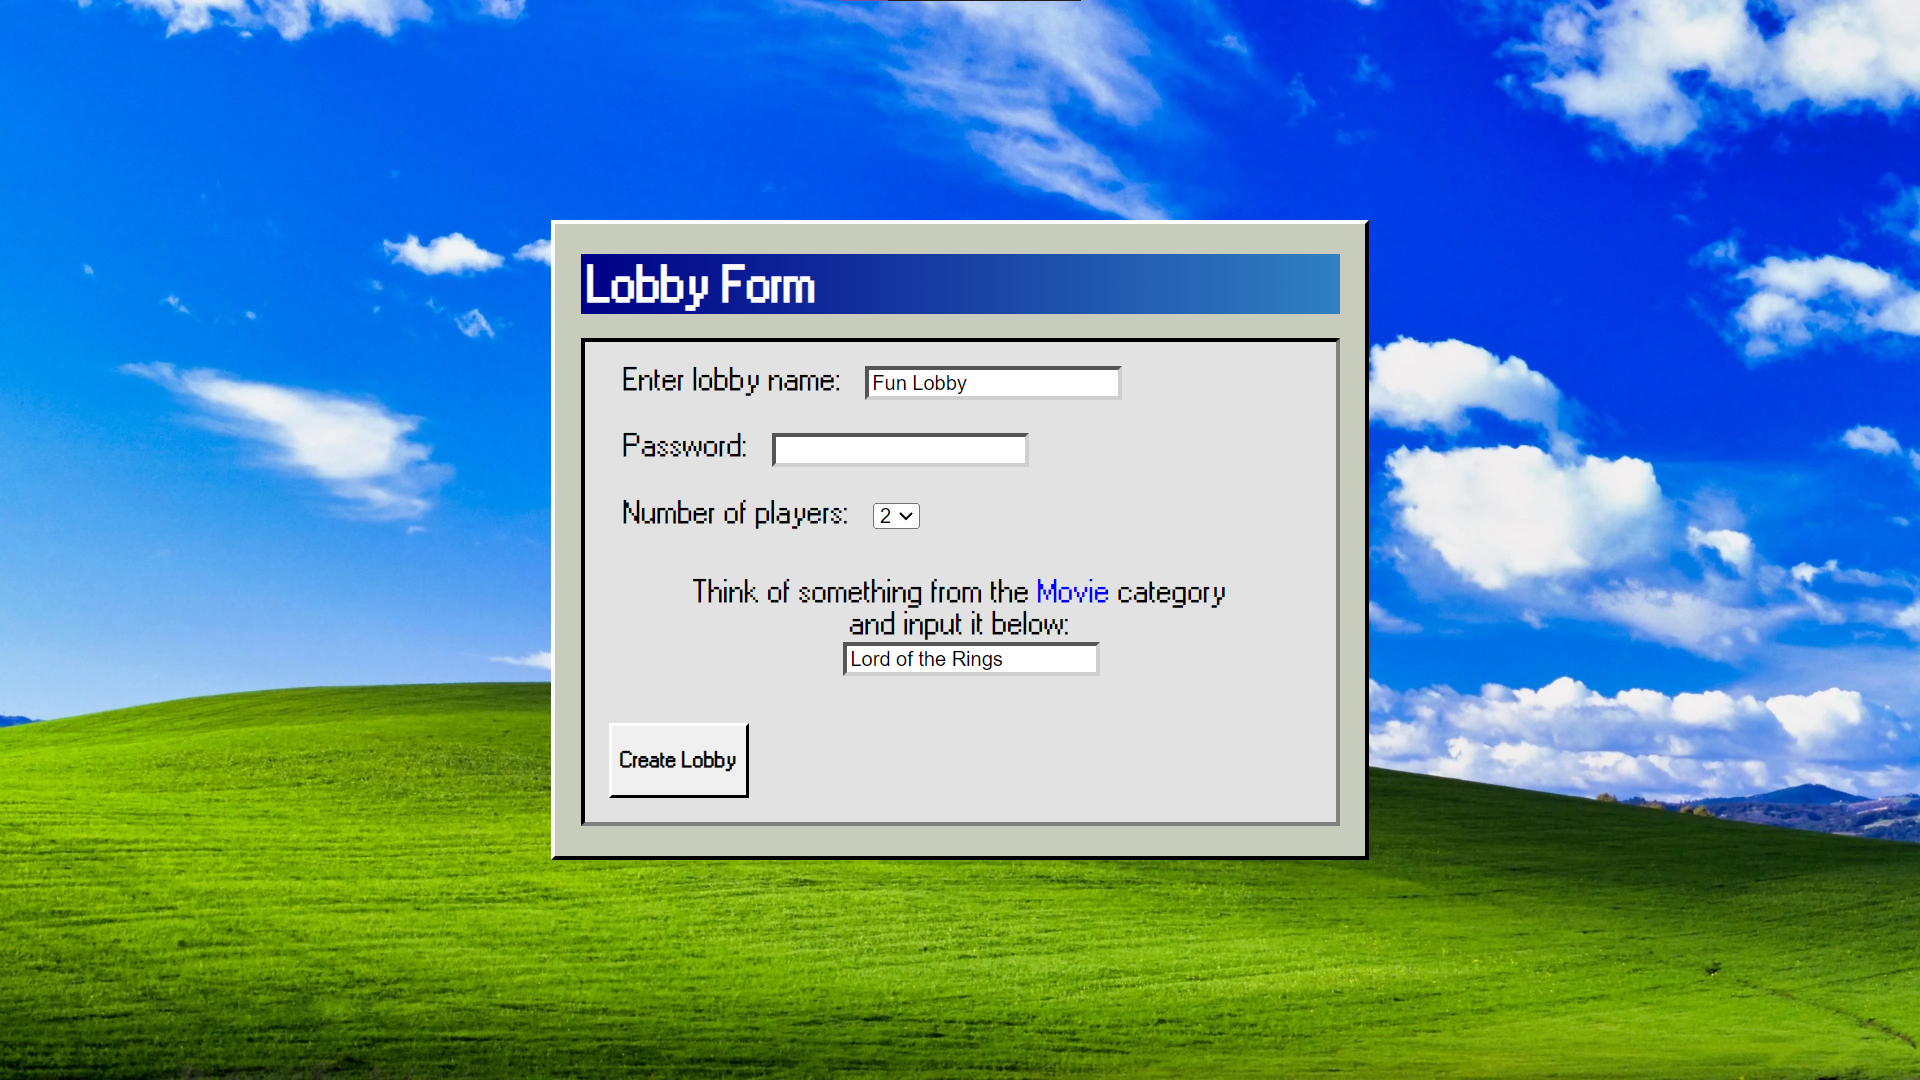 Lobby Form
Enter lobby name: Fun Lobby
Password:
Number of players: 2
Think of something from the Movie category
and input it below:
Lord of the Rings
Create Lobby